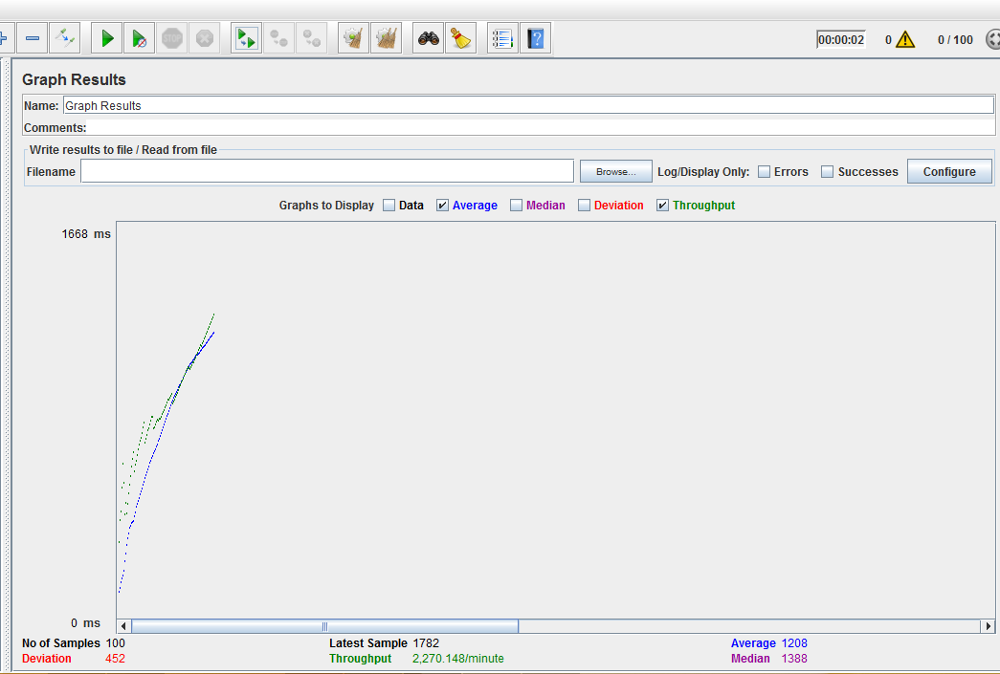 STOP
00:00:02 0 0 / 100
Graph Results
Name: Graph Results
Comments:
Write results to file / Read from file
Filename Browse... Log/Display Only: Errors Successes Configure
Graphs to Display Data Average Median Deviation Throughput
1668 ms
0 ms
No of Samples 100 Latest Sample 1782 Average 1208
Deviation 452 Throughput 2,270.148/minute Median 1388